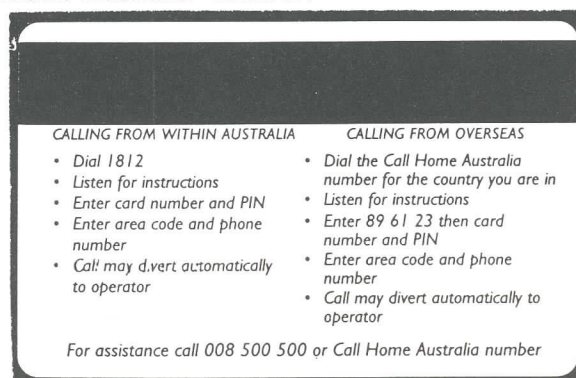 CALLING FROM WITHIN AUSTRALIA
• Dial 1812
• Listen for instructions
• Enter card number and PIN
• Enter area code and phone
number
• Call may divert automatically
to operator
CALLING FROM OVERSEAS
• Dial the Call Home Australia
number for the country you are in
• Listen for instructions
• Enter 89 61 23 then card
number and PIN
• Enter area code and phone
number
• Call may divert automatically to
operator
For assistance call 008 500 500 or Call Home Australia number